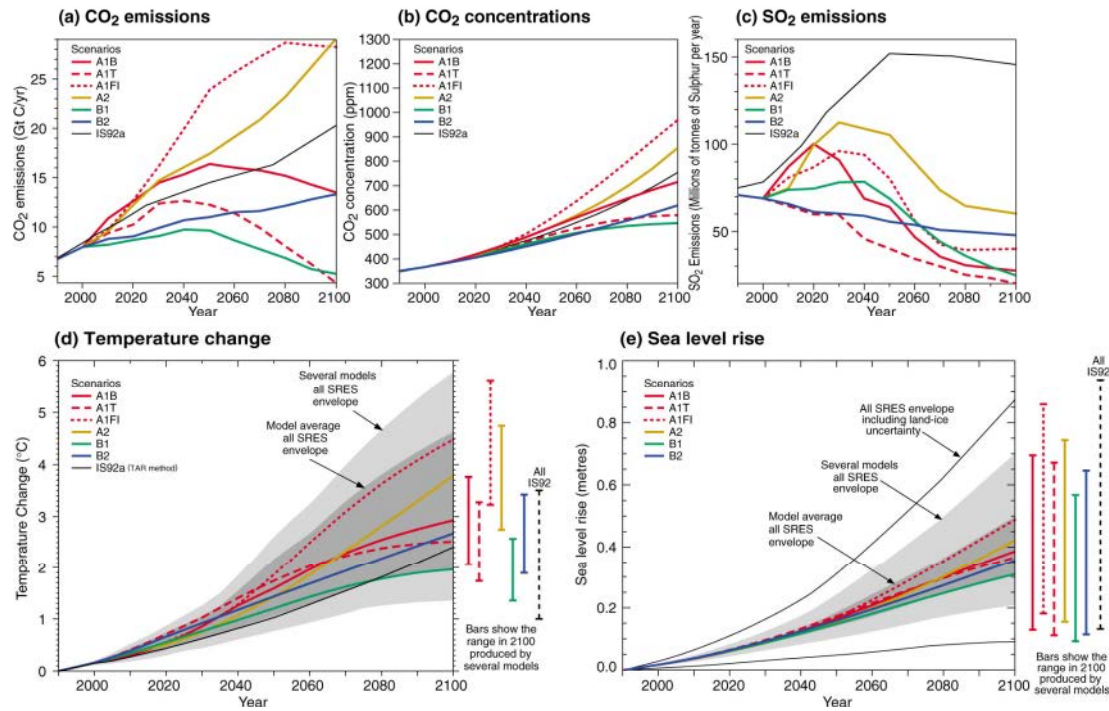 (a) CO2 emissions
CO2 emissions (Gt C/yr)
25
20
15
10
5
Scenarios
A1B
A1T
A1FI
A2
B1
B2
IS92a
2000 2020 2040 2060 2080 2100
Year
(b) CO2 concentrations
CO2 concentration (ppm)
1300
1200
1100
1000
900
800
700
600
500
400
300
Scenarios
A1B
A1T
A1FI
A2
B1
B2
IS92a
2000 2020 2040 2060 2080 2100
Year
(c) SO2 emissions
SO2 Emissions (Millions of tonnes of Sulphur per year)
150
100
50
Scenarios
A1B
A1T
A1FI
A2
B1
B2
IS92a
2000 2020 2040 2060 2080 2100
Year
(d) Temperature change
Temperature Change (°C)
6
5
4
3
2
1
0
Scenarios
A1B
A1T
A1FI
A2
B1
B2
IS92a (TAR method)
Several models
all SRES
envelope
Model average
all SRES
envelope
2000 2020 2040 2060 2080 2100
Year
All
IS92
Bars show the
range in 2100
produced by
several models
(e) Sea level rise
Sea level rise (metres)
1.0
0.8
0.6
0.4
0.2
0.0
Scenarios
A1B
A1T
A1FI
A2
B1
B2
All SRES envelope
including land-ice
uncertainty
Several models
all SRES
envelope
Model average
all SRES
envelope
2000 2020 2040 2060 2080 2100
Year
All
IS92
Bars show the
range in 2100
produced by
several models